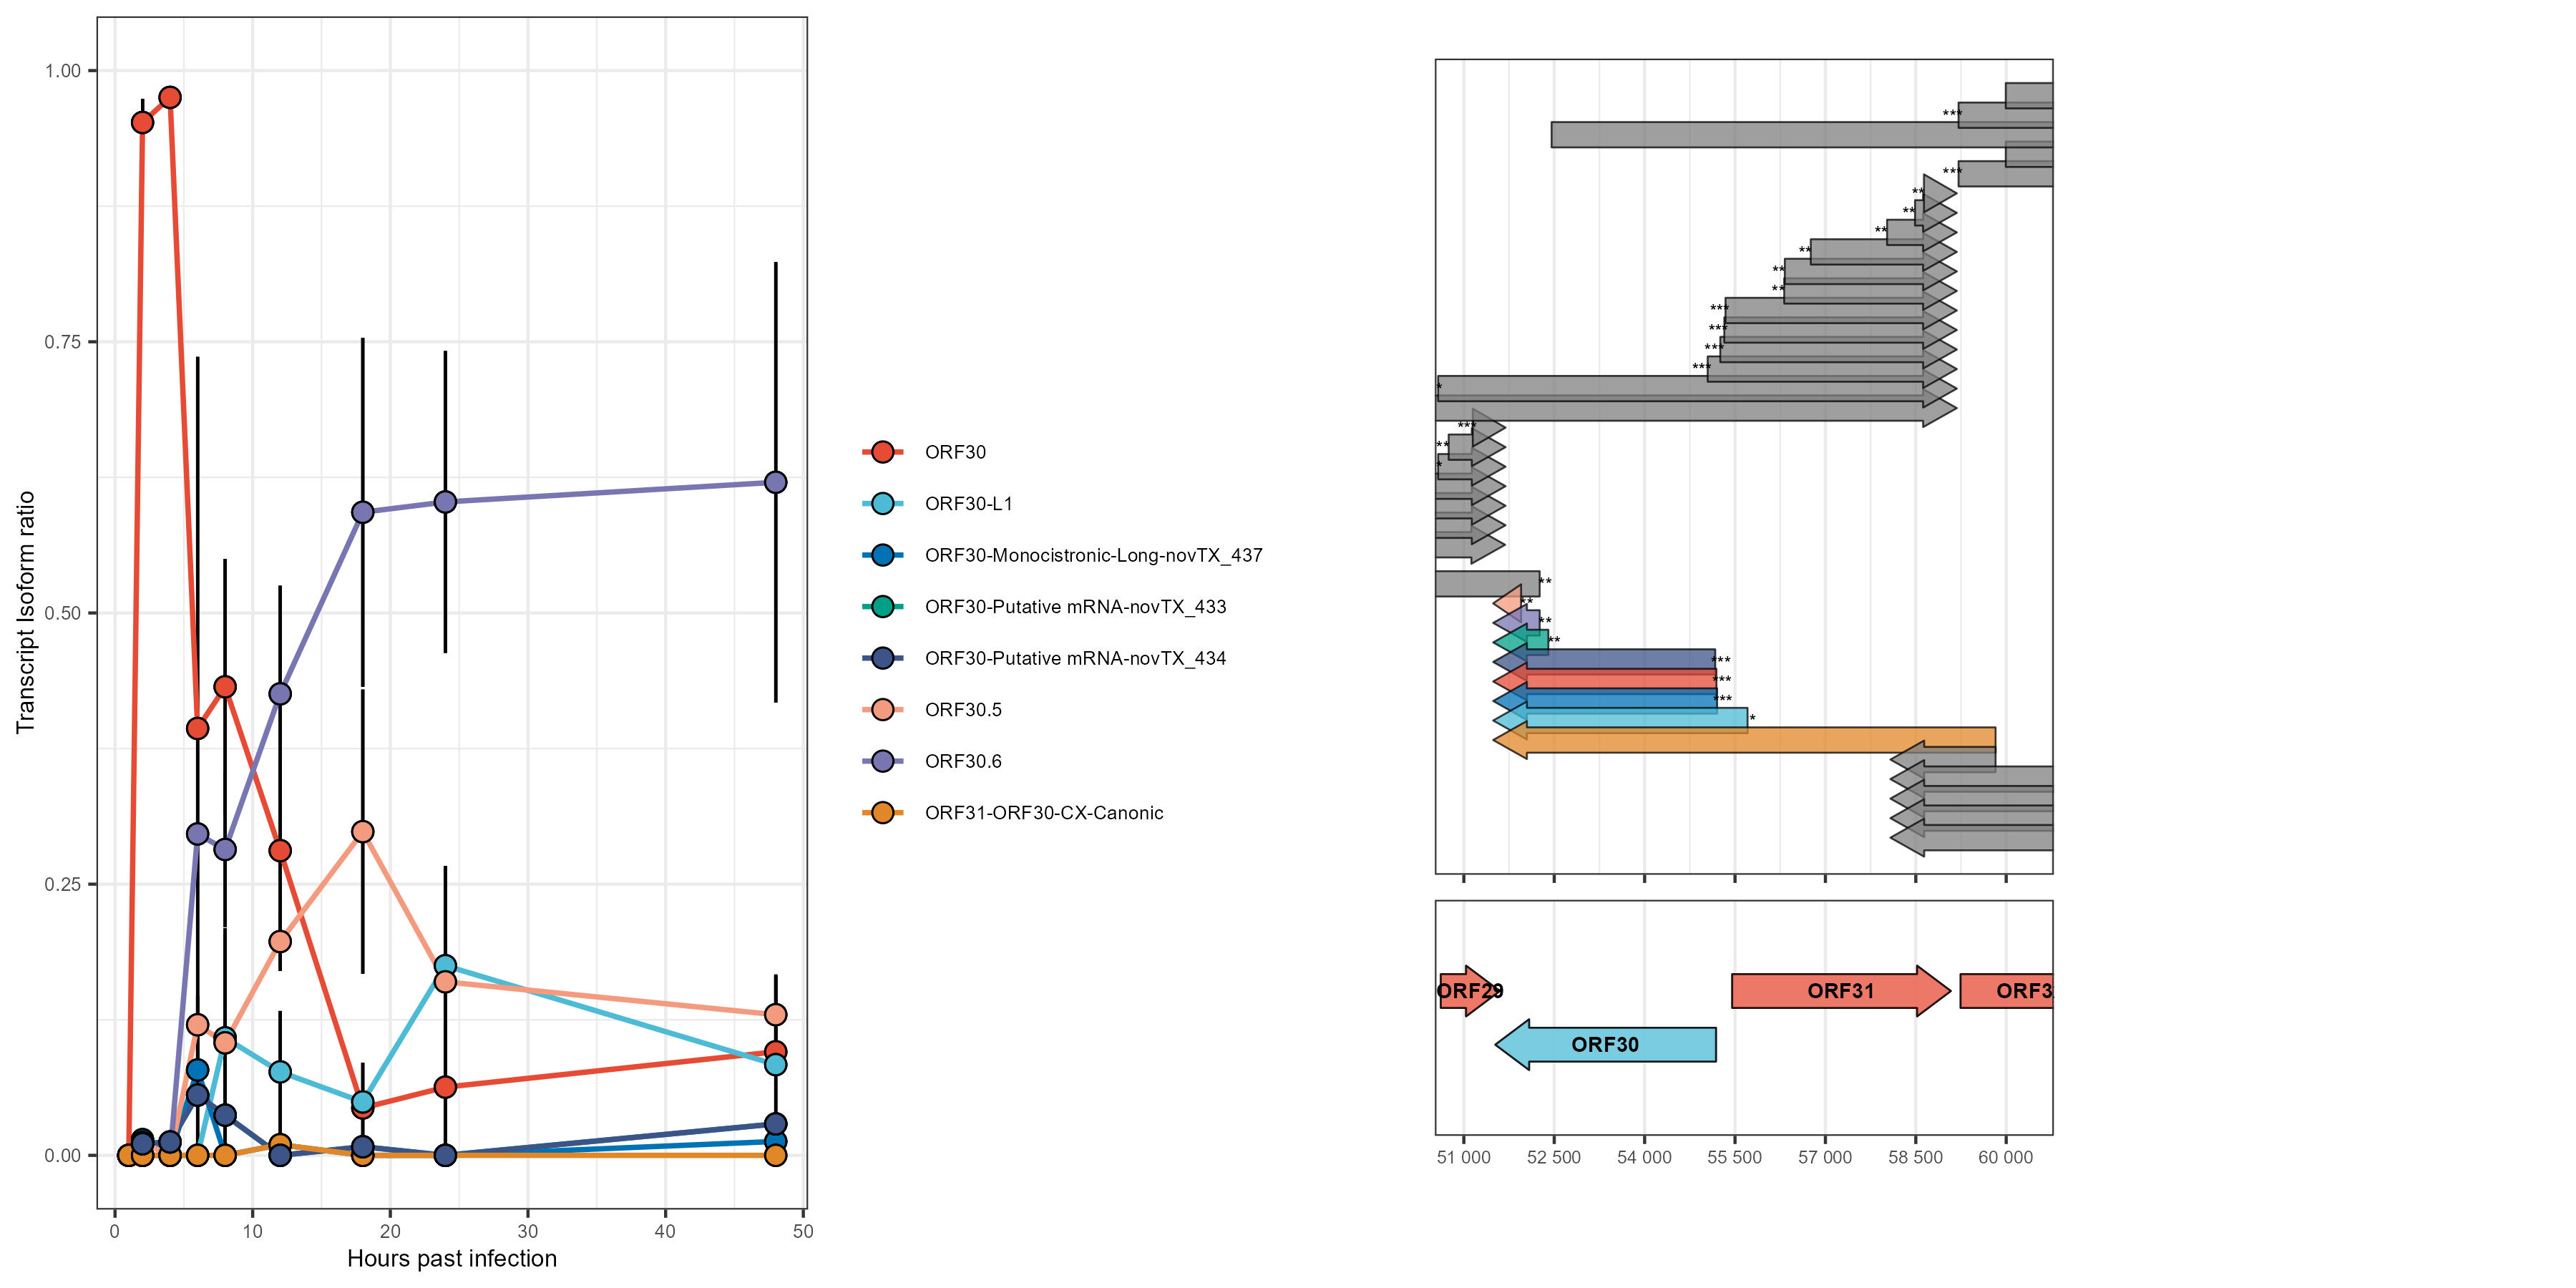 1.00
0.75
0.50
0.25
0.00
Transcript Isoform ratio
0 10 20 30 40 50
Hours past infection
ORF30
ORF30-L1
ORF30-Monocistronic-Long-novTX_437
ORF30-Putative mRNA-novTX_433
ORF30-Putative mRNA-novTX_434
ORF30.5
ORF30.6
ORF31-ORF30-CX-Canonic
***
***
**
**
**
**
**
**
***
***
***
***
*
***
**
*
**
**
**
**
***
***
***
*
ORF29 ORF31 ORF3
ORF30
51 000 52 500 54 000 55 500 57 000 58 500 60 000